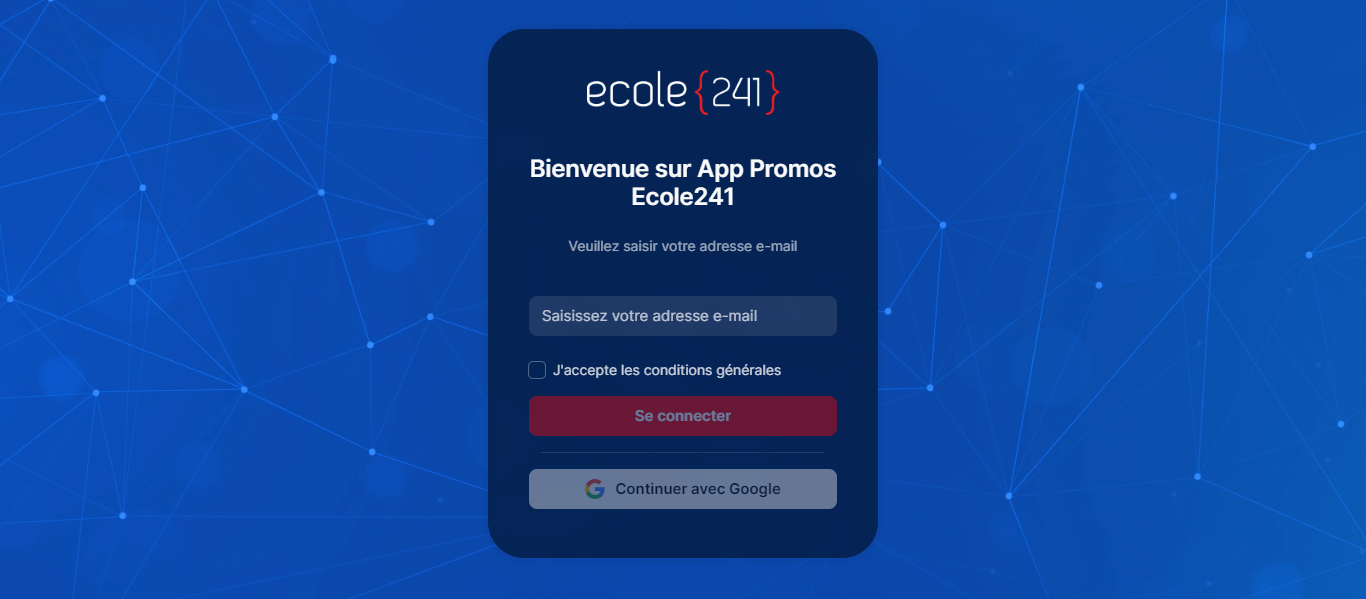 ecole {241}
Bienvenue sur App Promos
Ecole241
Veuillez saisir votre adresse e-mail
Saisissez votre adresse e-mail
J'accepte les conditions générales
Se connecter
Continuer avec Google